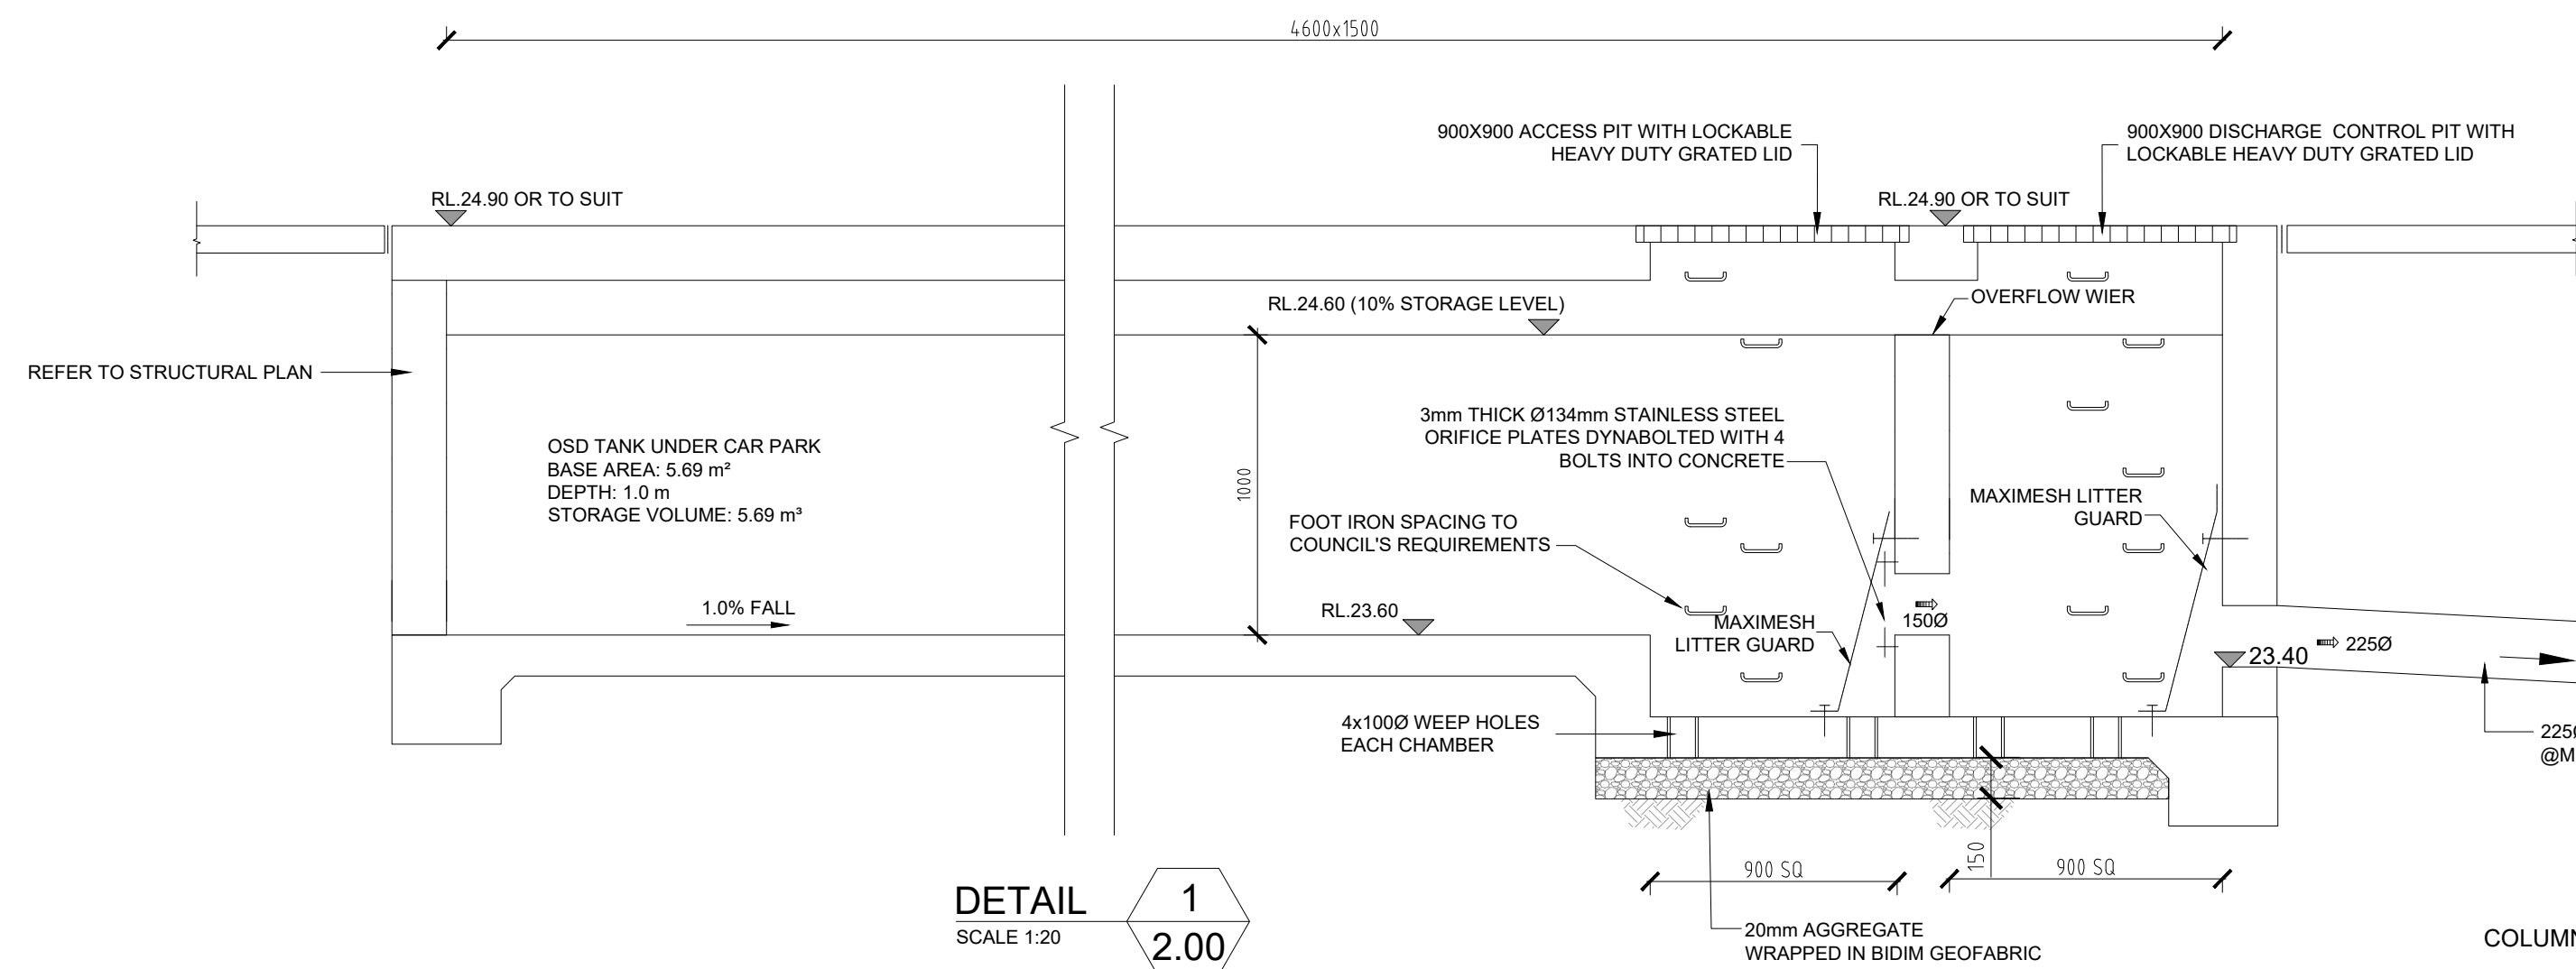 4600x1500
900X900 ACCESS PIT WITH LOCKABLE
HEAVY DUTY GRATED LID
900X900 DISCHARGE CONTROL PIT WITH
LOCKABLE HEAVY DUTY GRATED LID
RL.24.90 OR TO SUIT
RL.24.90 OR TO SUIT
RL.24.60 (10% STORAGE LEVEL)
OVERFLOW WIER
REFER TO STRUCTURAL PLAN
3mm THICK Ø134mm STAINLESS STEEL
ORIFICE PLATES DYNABOLTED WITH 4
BOLTS INTO CONCRETE
OSD TANK UNDER CAR PARK
BASE AREA: 5.69 m²
DEPTH: 1.0 m
STORAGE VOLUME: 5.69 m³
1000
MAXIMESH LITTER
GUARD
FOOT IRON SPACING TO
COUNCIL'S REQUIREMENTS
1.0% FALL
RL.23.60
MAXIMESH
LITTER GUARD
150Ø
23.40
225Ø
4x100Ø WEEP HOLES
EACH CHAMBER
225Ø
@M
900 SQ
150
900 SQ
DETAIL
SCALE 1:20
1
2.00
20mm AGGREGATE
WRAPPED IN BIDIM GEOFABRIC
COLUMN